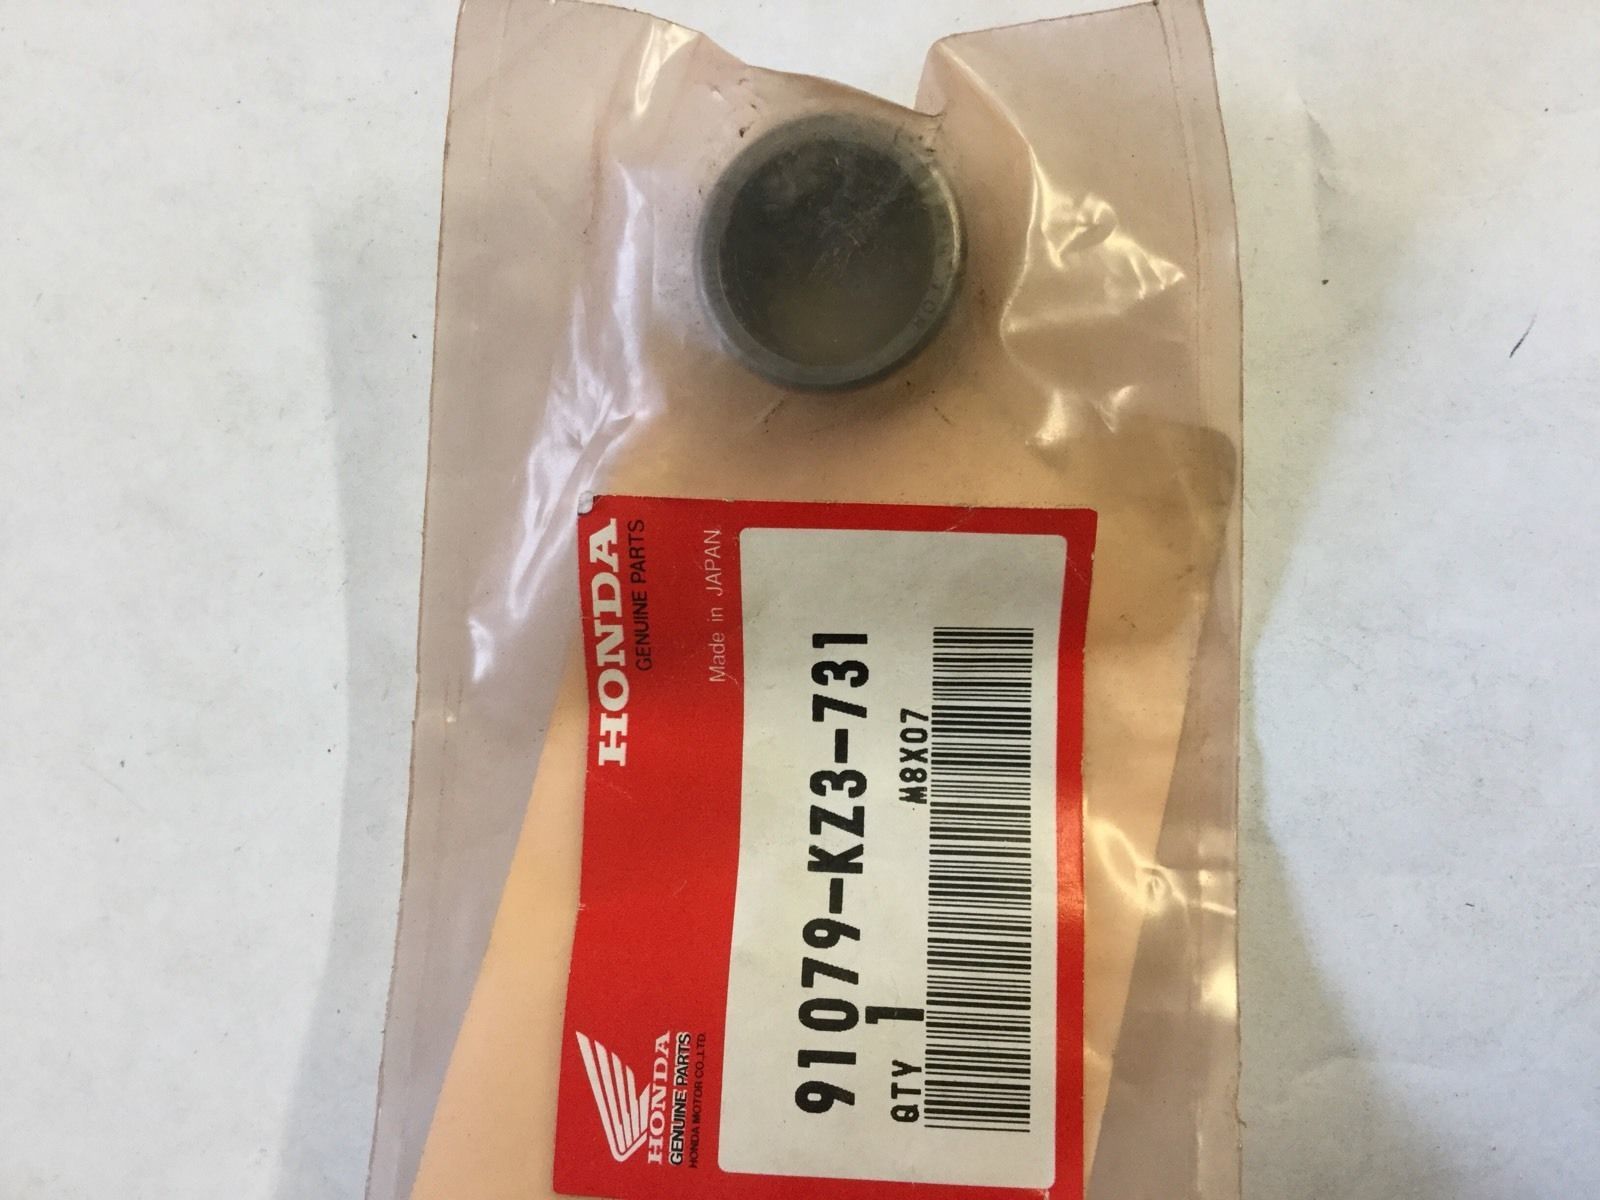 HONDA
GENUINE PARTS
Made in JAPAN
91079-KZ3-731
QTY 1
M8X07
HONDA
GENUINE PARTS
HONDA MOTOR CO.,LTD.